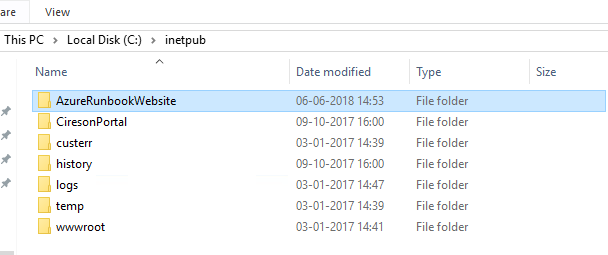 are View
This PC > Local Disk (C:) > inetpub
Name Date modified Type Size
AzureRunbookWebsite 06-06-2018 14:53 File folder
CiresonPortal 09-10-2017 16:00 File folder
custerr 03-01-2017 14:39 File folder
history 09-10-2017 16:00 File folder
logs 03-01-2017 14:47 File folder
temp 03-01-2017 14:39 File folder
wwwroot 03-01-2017 14:41 File folder